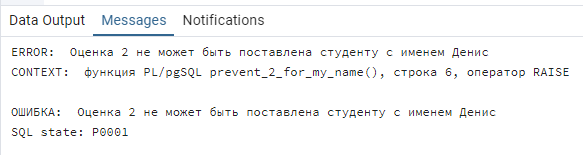 Data Output Messages Notifications
ERROR:  Оценка 2 не может быть поставлена студенту с именем Денис
CONTEXT:  функция PL/pgSQL prevent_2_for_my_name(), строка 6, оператор RAISE
ОШИБКА:  Оценка 2 не может быть поставлена студенту с именем Денис
SQL state: P0001